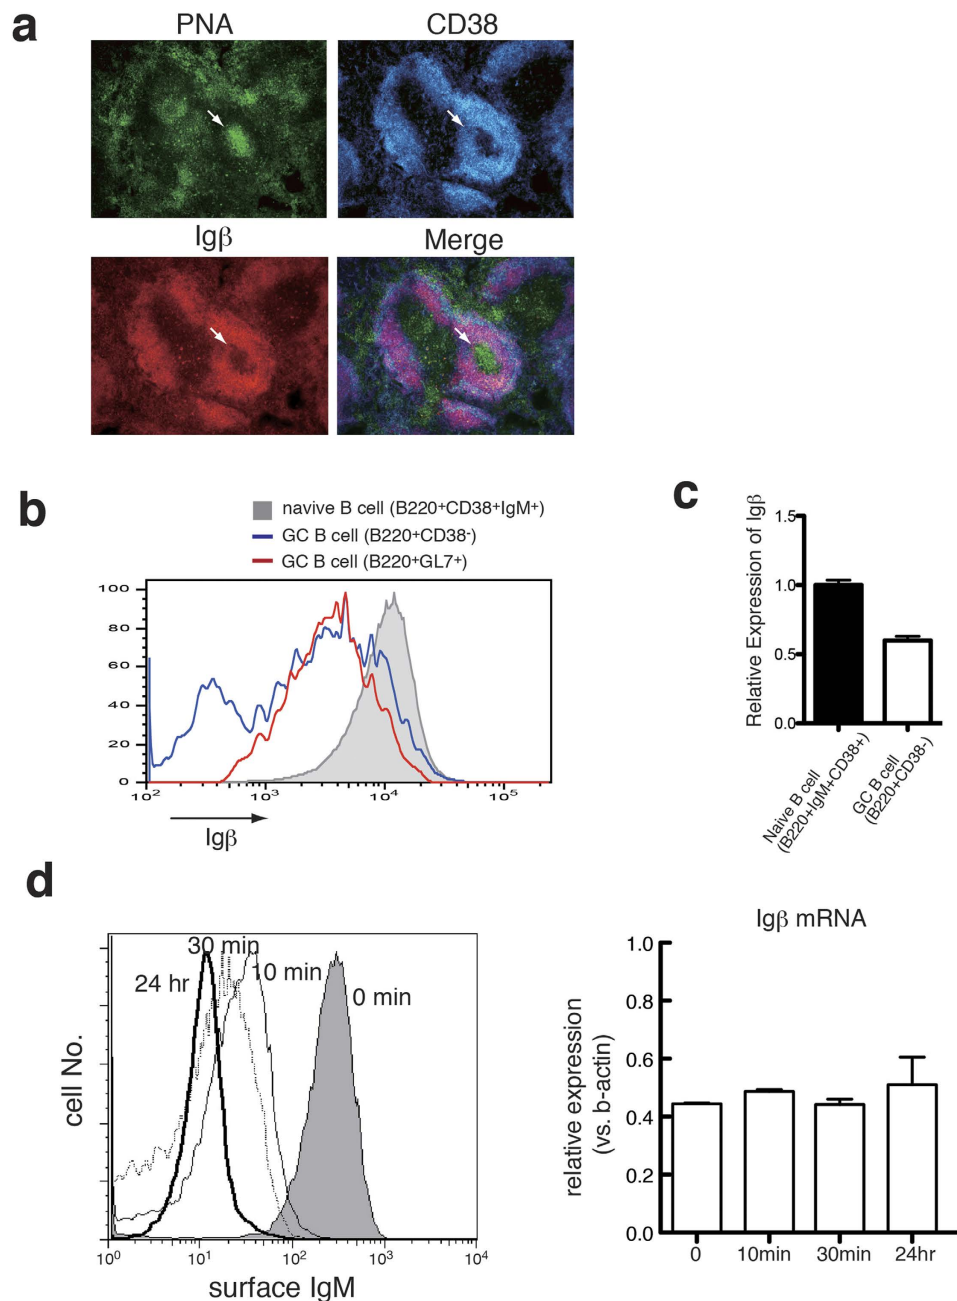 a
PNA
CD38
Igβ
Merge
b
navive B cell (B220+CD38+IgM+)
GC B cell (B220+CD38-)
GC B cell (B220+GL7+)
100
80
60
40
20
0
10²
10³
10⁴
10⁵
Igβ
c
Relative Expression of Igβ
1.5
1.0
0.5
0.0
Naive B cell
(B220+IgM+CD38+)
GC B cell
(B220+CD38-)
d
30 min
24 hr
10 min
0 min
cell No.
10⁰
10¹
10²
10³
10⁴
surface IgM
Igβ mRNA
relative expression
(vs. b-actin)
1.0
0.8
0.6
0.4
0.2
0.0
0
10min
30min
24hr